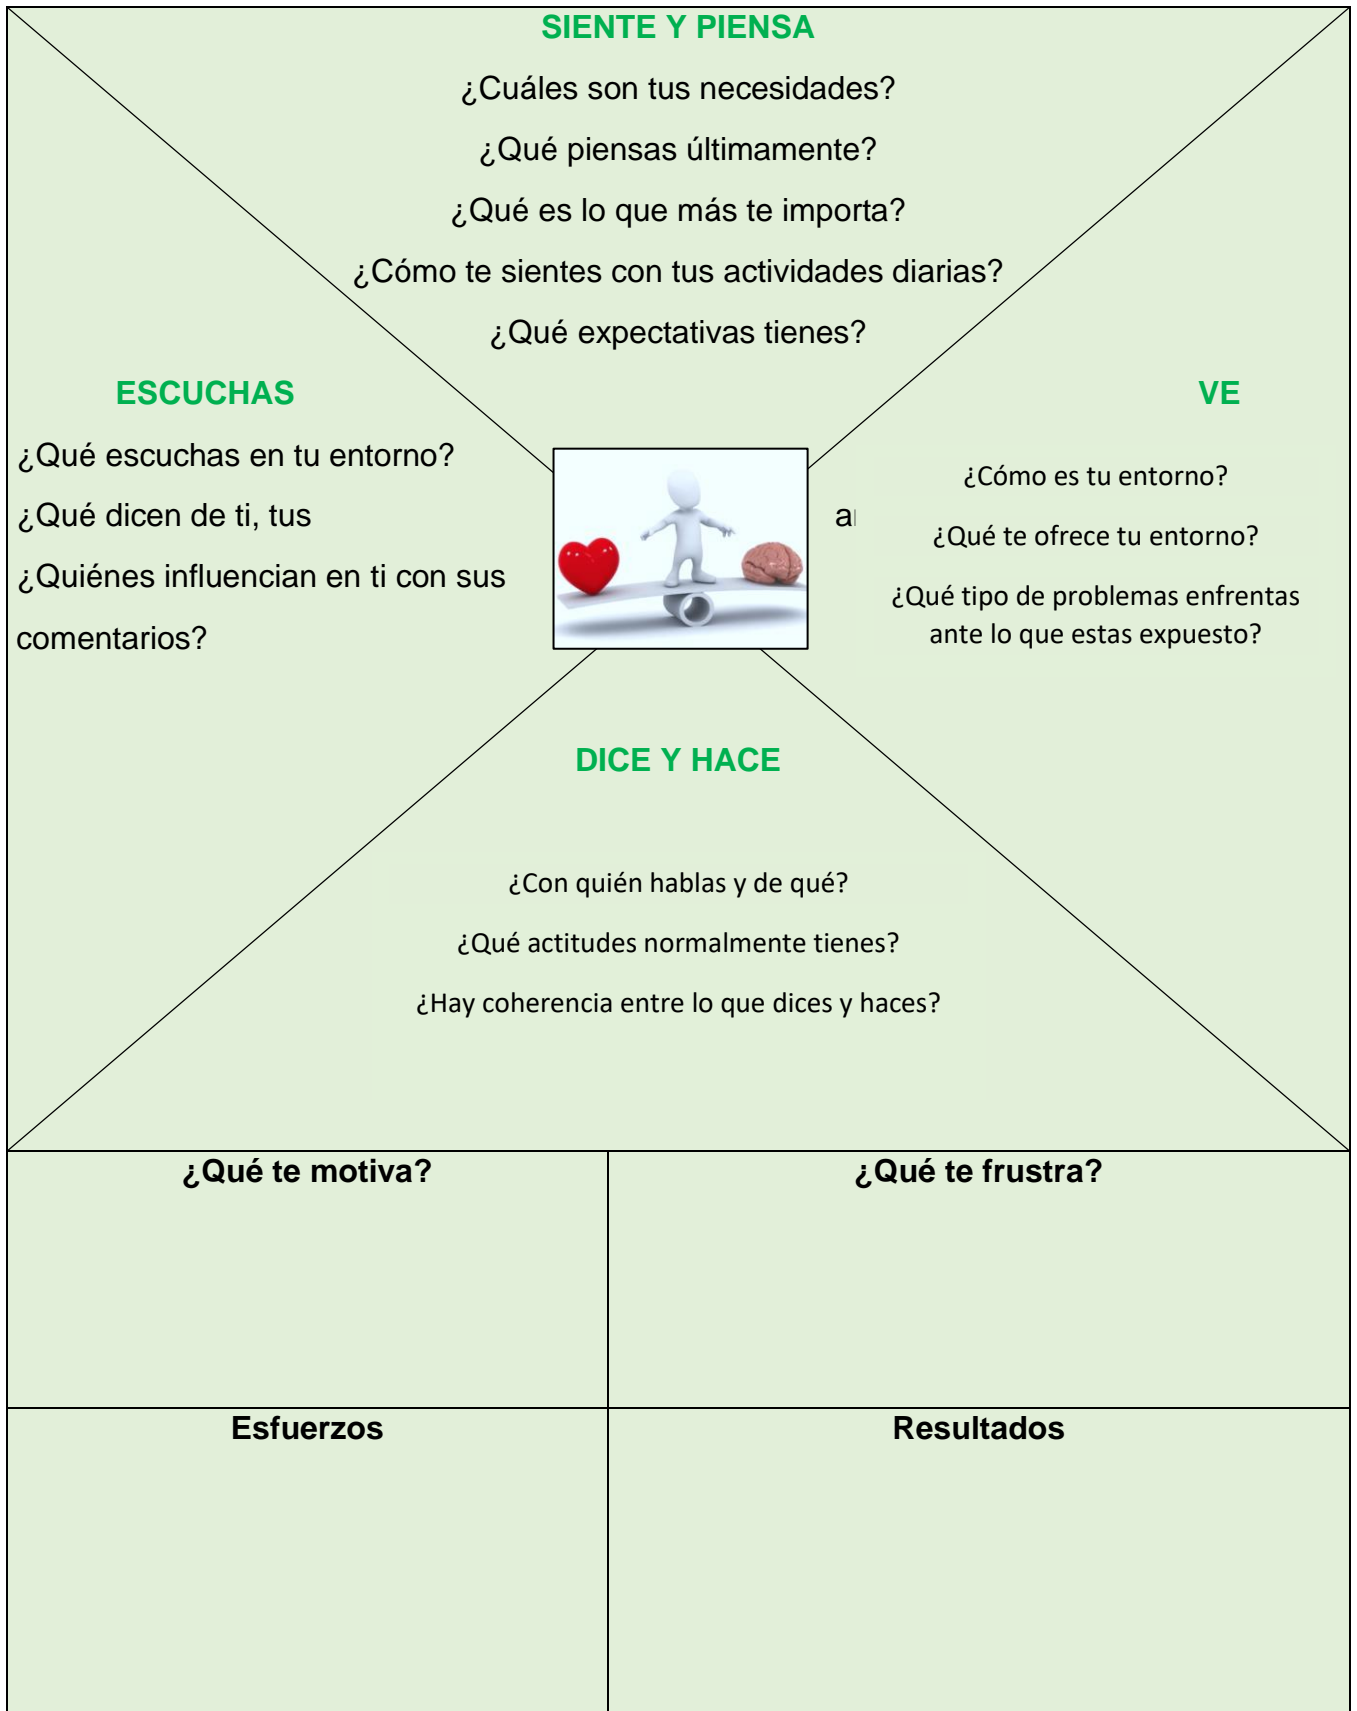 SIENTE Y PIENSA
¿Cuáles son tus necesidades?
¿Qué piensas últimamente?
¿Qué es lo que más te importa?
¿Cómo te sientes con tus actividades diarias?
¿Qué expectativas tienes?
ESCUCHAS
¿Qué escuchas en tu entorno?
¿Qué dicen de ti, tus
¿Quiénes influencian en ti con sus
comentarios?
VE
¿Cómo es tu entorno?
¿Qué te ofrece tu entorno?
¿Qué tipo de problemas enfrentas
ante lo que estas expuesto?
DICE Y HACE
¿Con quién hablas y de qué?
¿Qué actitudes normalmente tienes?
¿Hay coherencia entre lo que dices y haces?
¿Qué te motiva?
¿Qué te frustra?
Esfuerzos
Resultados